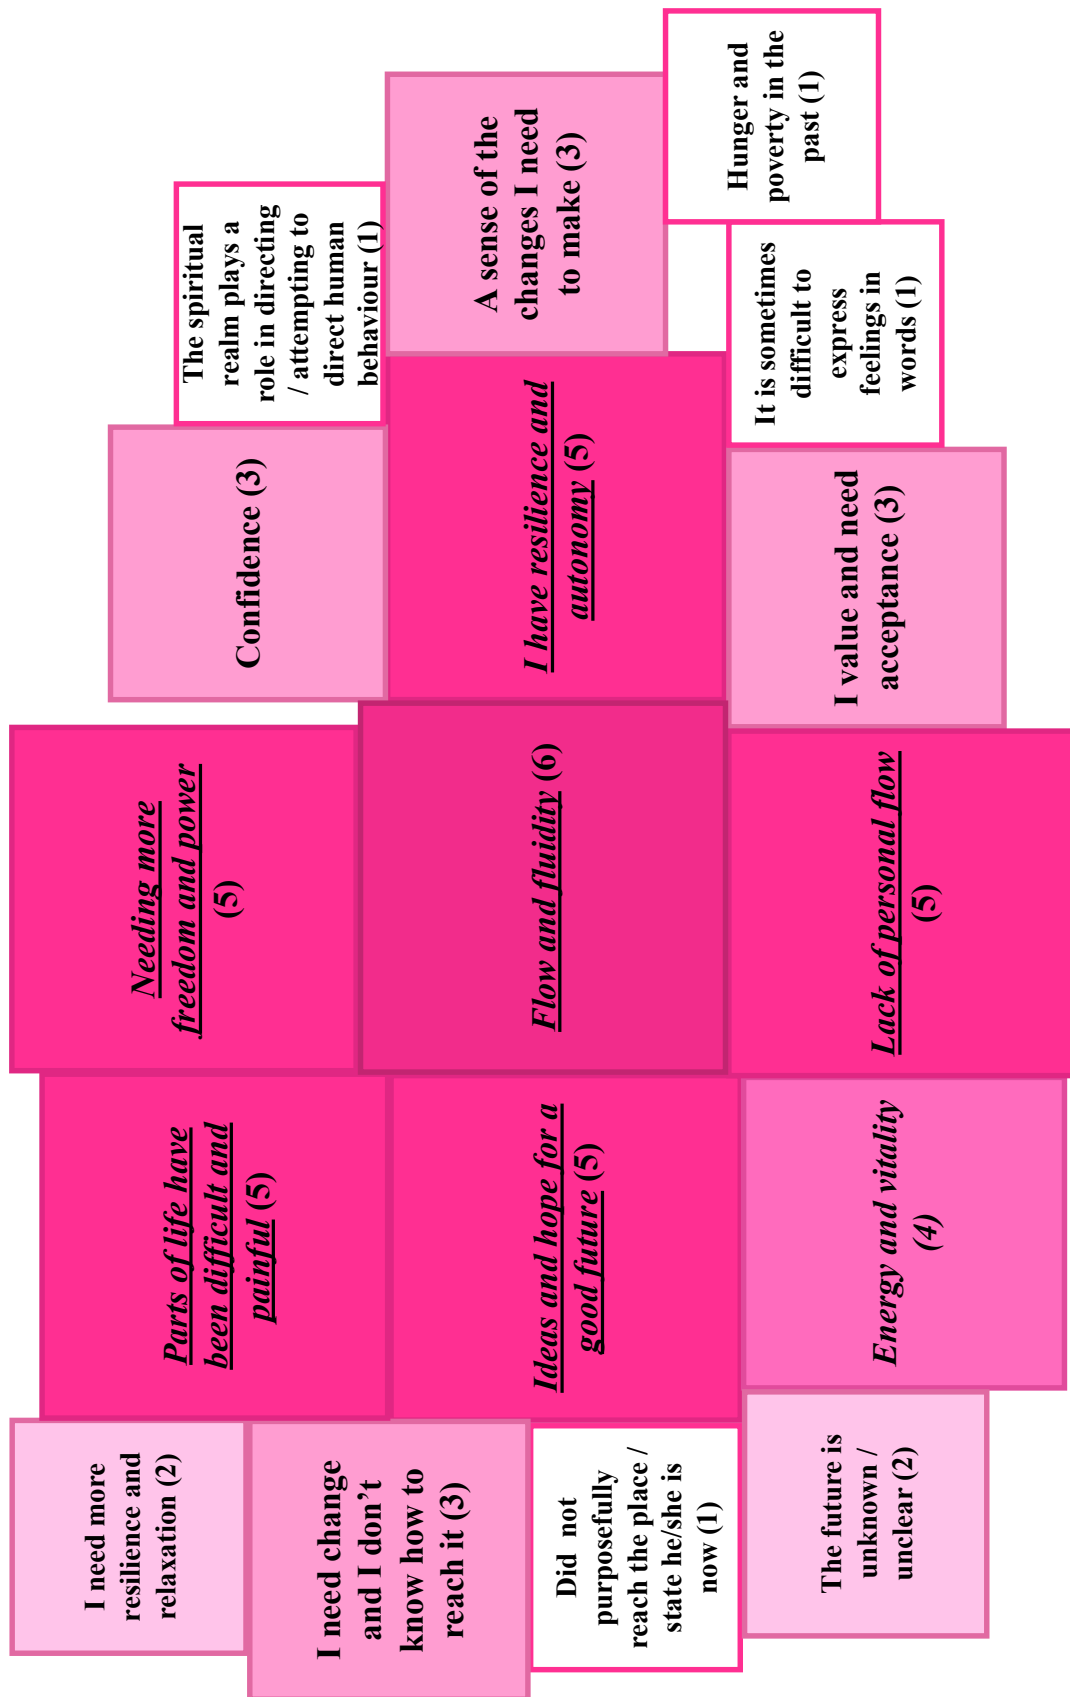 I need more
resilience and
relaxation (2)
Parts of life have
been difficult and
painful (5)
Needing more
freedom and power
(5)
Confidence (3)
The spiritual
realm plays a
role in directing
/ attempting to
direct human
behaviour (1)
I need change
and I don’t
know how to
reach it (3)
Did not
purposefully
reach the place /
state he/she is
now (1)
Ideas and hope for a
good future (5)
Flow and fluidity (6)
I have resilience and
autonomy (5)
A sense of the
changes I need
to make (3)
The future is
unknown /
unclear (2)
Energy and vitality
(4)
Lack of personal flow
(5)
I value and need
acceptance (3)
It is sometimes
difficult to
express
feelings in
words (1)
Hunger and
poverty in the
past (1)